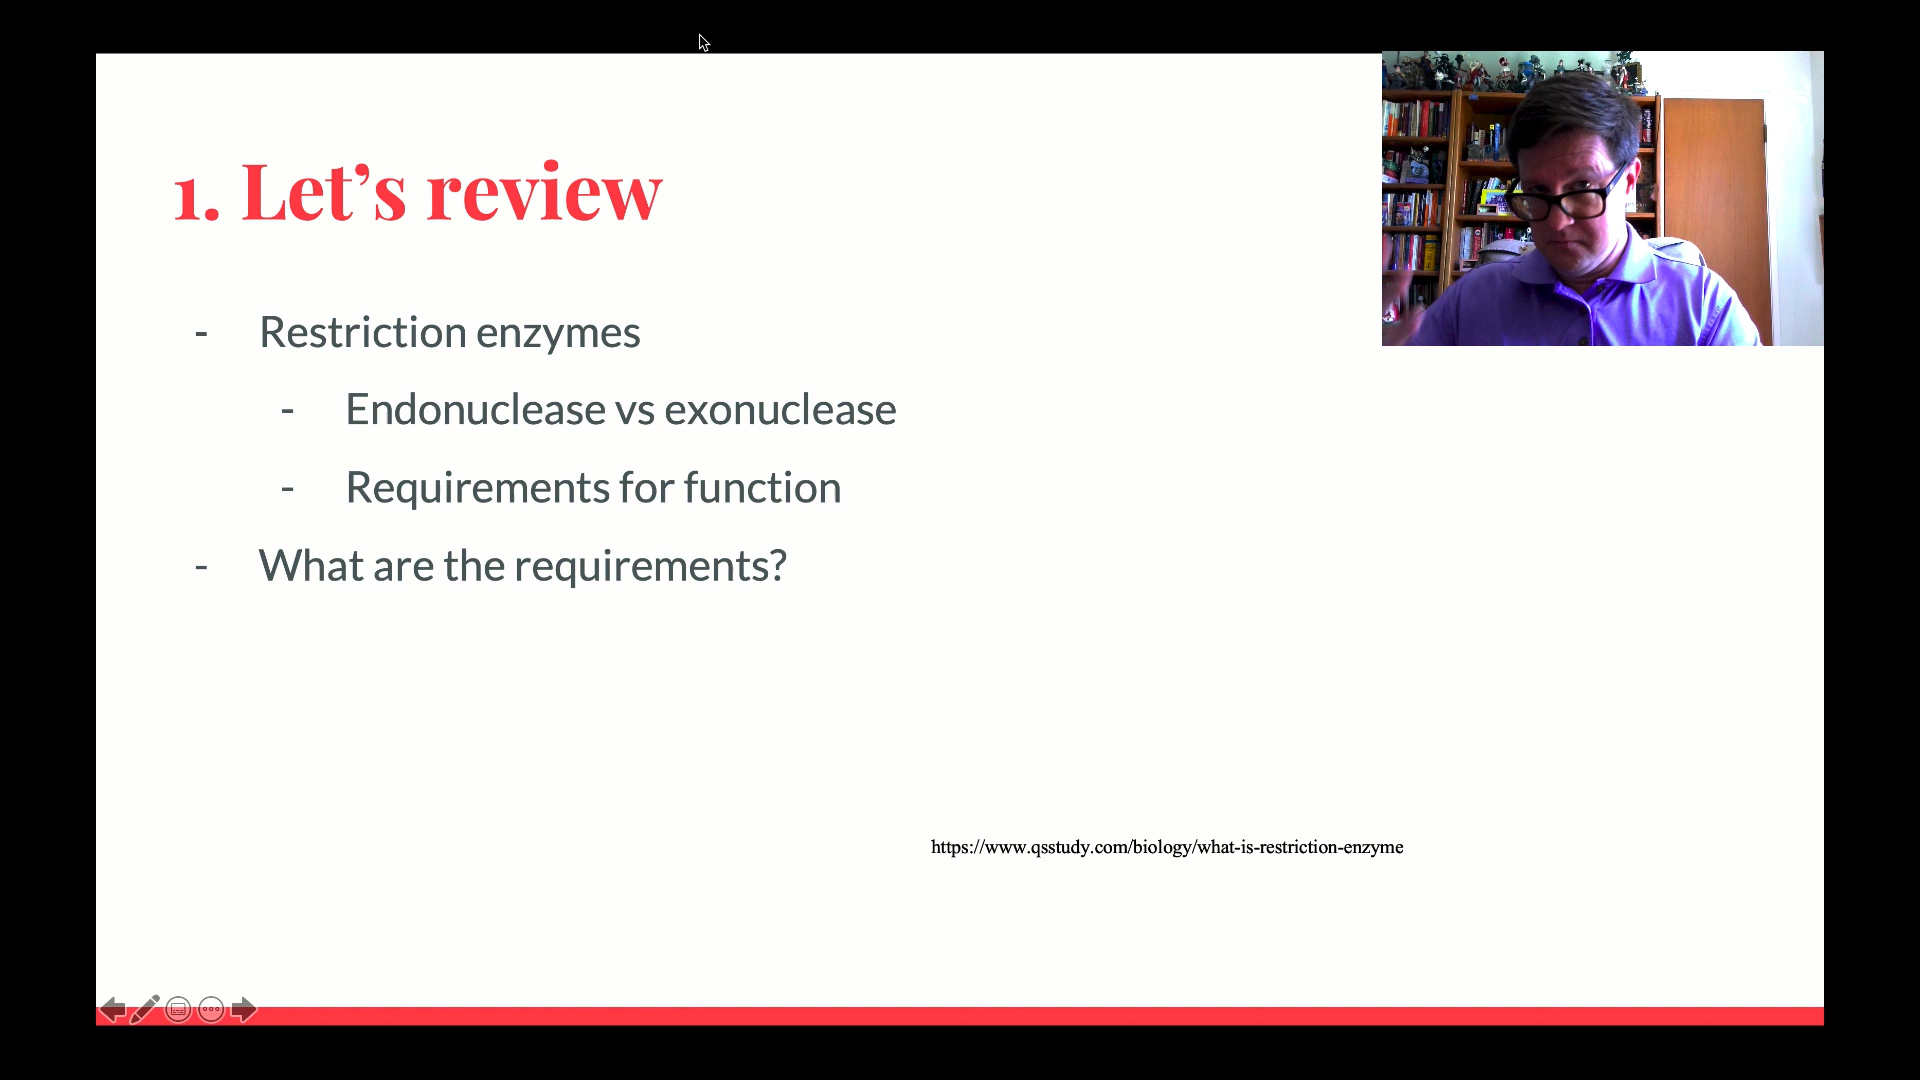 1. Let's review
- Restriction enzymes
- Endonuclease vs exonuclease
- Requirements for function
- What are the requirements?
https://www.qsstudy.com/biology/what-is-restriction-enzyme